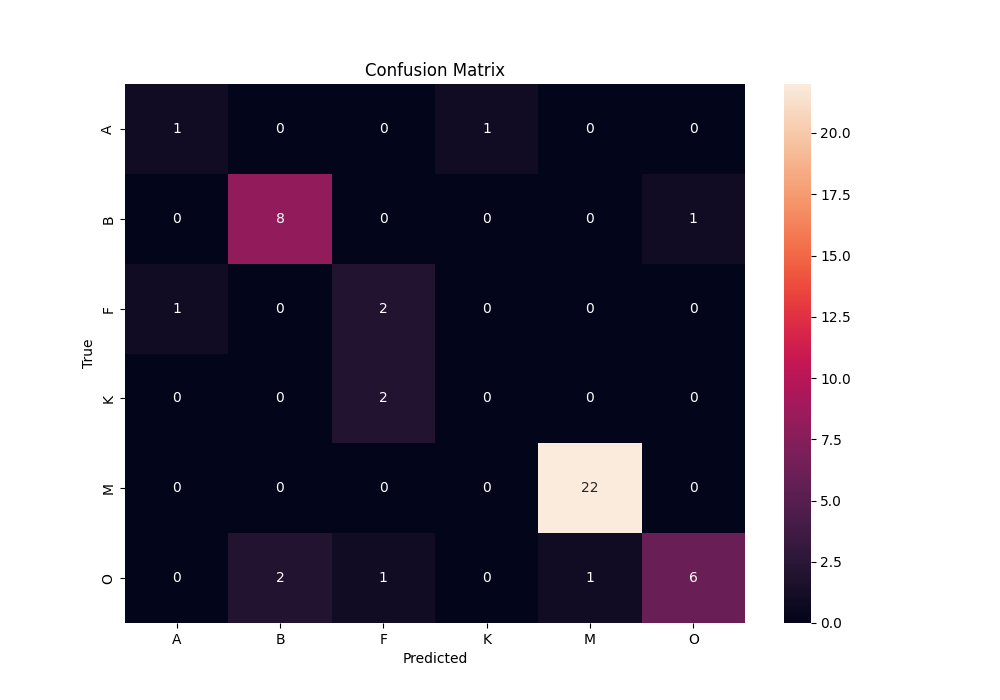 Confusion Matrix
A 1 0 0 1 0 0
B 0 8 0 0 0 1
F 1 0 2 0 0 0
K 0 0 2 0 0 0
M 0 0 0 0 22 0
O 0 2 1 0 1 6
A B F K M O
Predicted
True
20.0
17.5
15.0
12.5
10.0
7.5
5.0
2.5
0.0